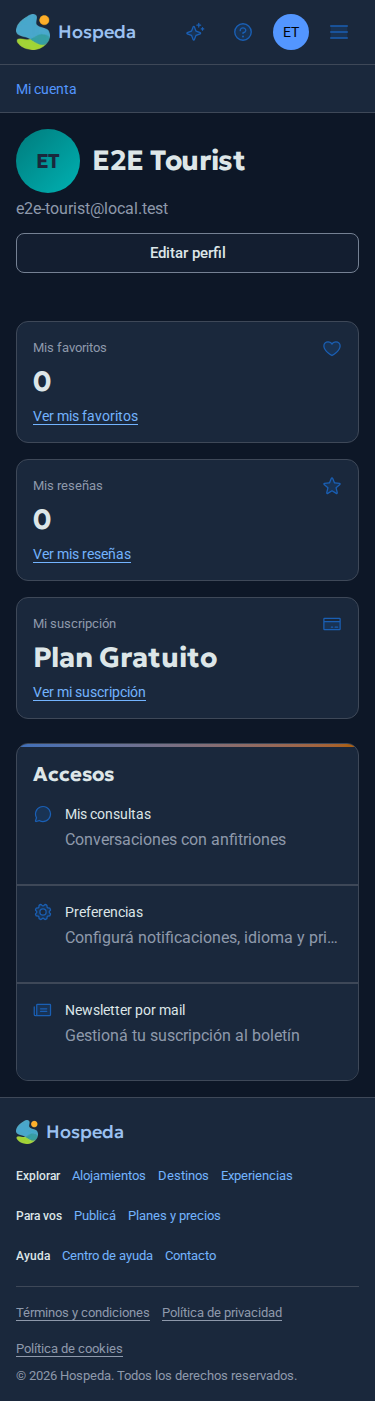 Hospeda
ET
Mi cuenta
ET
E2E Tourist
e2e-tourist@local.test
Editar perfil
Mis favoritos
0
Ver mis favoritos
Mis reseñas
0
Ver mis reseñas
Mi suscripción
Plan Gratuito
Ver mi suscripción
Accesos
Mis consultas
Conversaciones con anfitriones
Preferencias
Configurá notificaciones, idioma y pri...
Newsletter por mail
Gestioná tu suscripción al boletín
Hospeda
Explorar Alojamientos Destinos Experiencias
Para vos Publicá Planes y precios
Ayuda Centro de ayuda Contacto
Términos y condiciones Política de privacidad
Política de cookies
© 2026 Hospeda. Todos los derechos reservados.